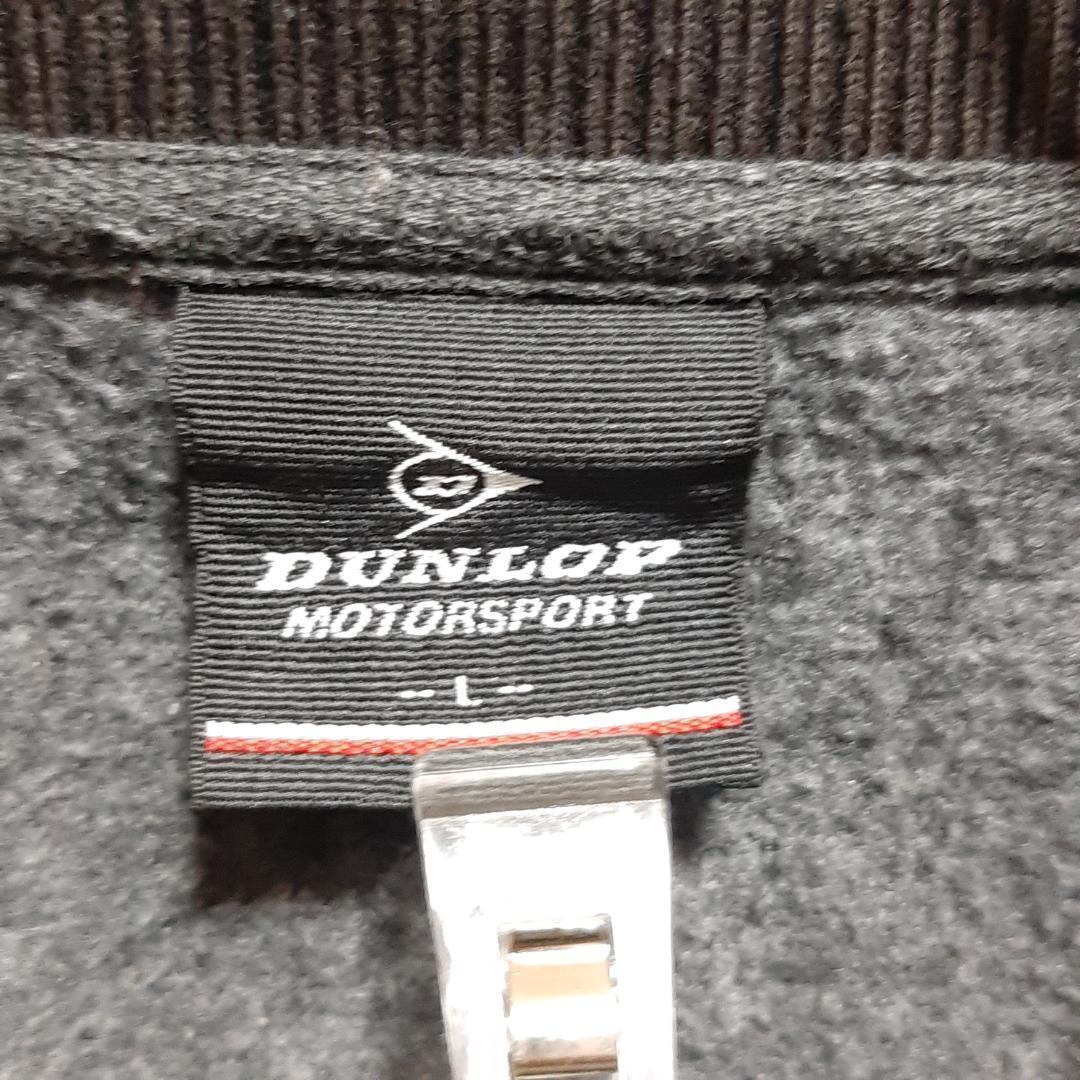 DUNLOP
MOTORSPORT
-- L --